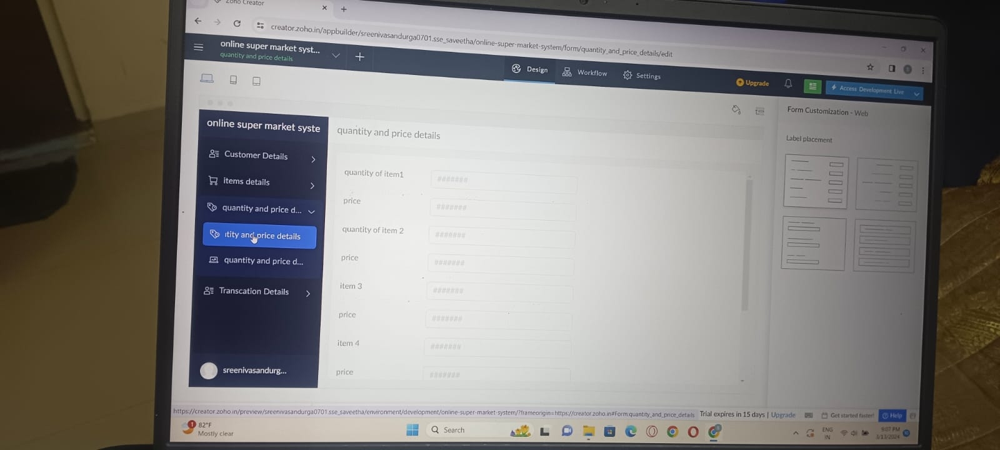 Zoho Creator
creator.zoho.in/appbuilder/sreenivasandurga0701.sse_saveetha/online-super-market-system/form/quantity_and_price_details/edit
online super market syst...
quantity and price details
Design
Workflow
Settings
Upgrade
Access Development Live
online super market syste
Customer Details
items details
quantity and price d...
ıtity and price details
quantity and price d...
Transcation Details
sreenivasandurg...
quantity and price details
quantity of item1
#######
price
#######
quantity of item 2
#######
price
#######
item 3
#######
price
#######
item 4
#######
price
#######
Form Customization - Web
Label placement
https://creator.zoho.in/preview/sreenivasandurga0701.sse_saveetha/environment/development/online-super-market-system/?frameorigin=https://creator.zoho.in#Form:quantity_and_price_details
Trial expires in 15 days | Upgrade
Get started faster!
Help
1
82°F
Mostly clear
Search
ENG
IN
9:07 PM
3/13/2024